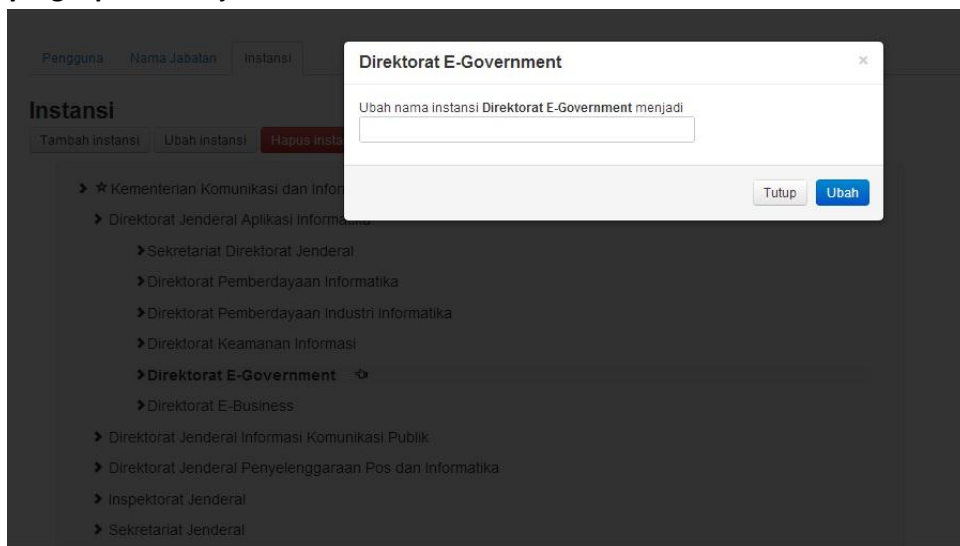 Pengguna Nama Jabatan Instansi
Direktorat E-Government ×
Instansi
Ubah nama instansi Direktorat E-Government menjadi
Tambah instansi Ubah instansi Hapus insta
Kementerian Komunikasi dan Infor
Tutup Ubah
Direktorat Jenderal Aplikasi Informatika
Sekretariat Direktorat Jenderal
Direktorat Pemberdayaan Informatika
Direktorat Pemberdayaan Industri Informatika
Direktorat Keamanan Informasi
Direktorat E-Government
Direktorat E-Business
Direktorat Jenderal Informasi Komunikasi Publik
Direktorat Jenderal Penyelenggaraan Pos dan Informatika
Inspektorat Jenderal
Sekretariat Jenderal